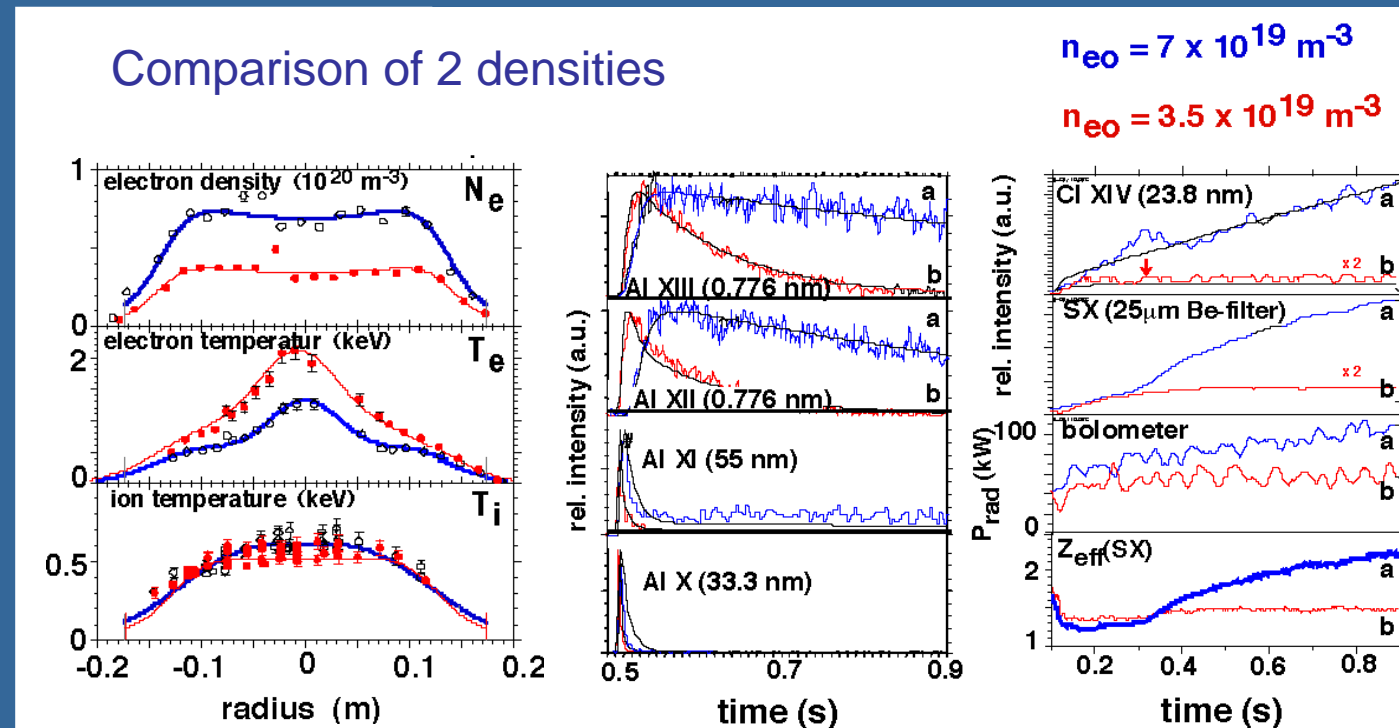 Comparison of 2 densities
n_eo = 7 x 10^19 m^-3
n_eo = 3.5 x 10^19 m^-3
1
electron density (10^20 m^-3)
N_e
0
electron temperatur (keV)
T_e
2
0
ion temperature (keV)
T_i
0.5
0
-0.2 -0.1 0 0.1 0.2
radius (m)
rel. intensity (a.u.)
a
b
Al XIII (0.776 nm)
a
b
Al XII (0.776 nm)
Al XI (55 nm)
Al X (33.3 nm)
0.5 0.7 0.9
time (s)
rel. intensity (a.u.)
Cl XIV (23.8 nm)
a
x 2
b
SX (25μm Be-filter)
a
x 2
b
P_rad (kW)
100
bolometer
a
b
0
Z_eff(SX)
a
2
b
1
0.2 0.4 0.6 0.8
time (s)